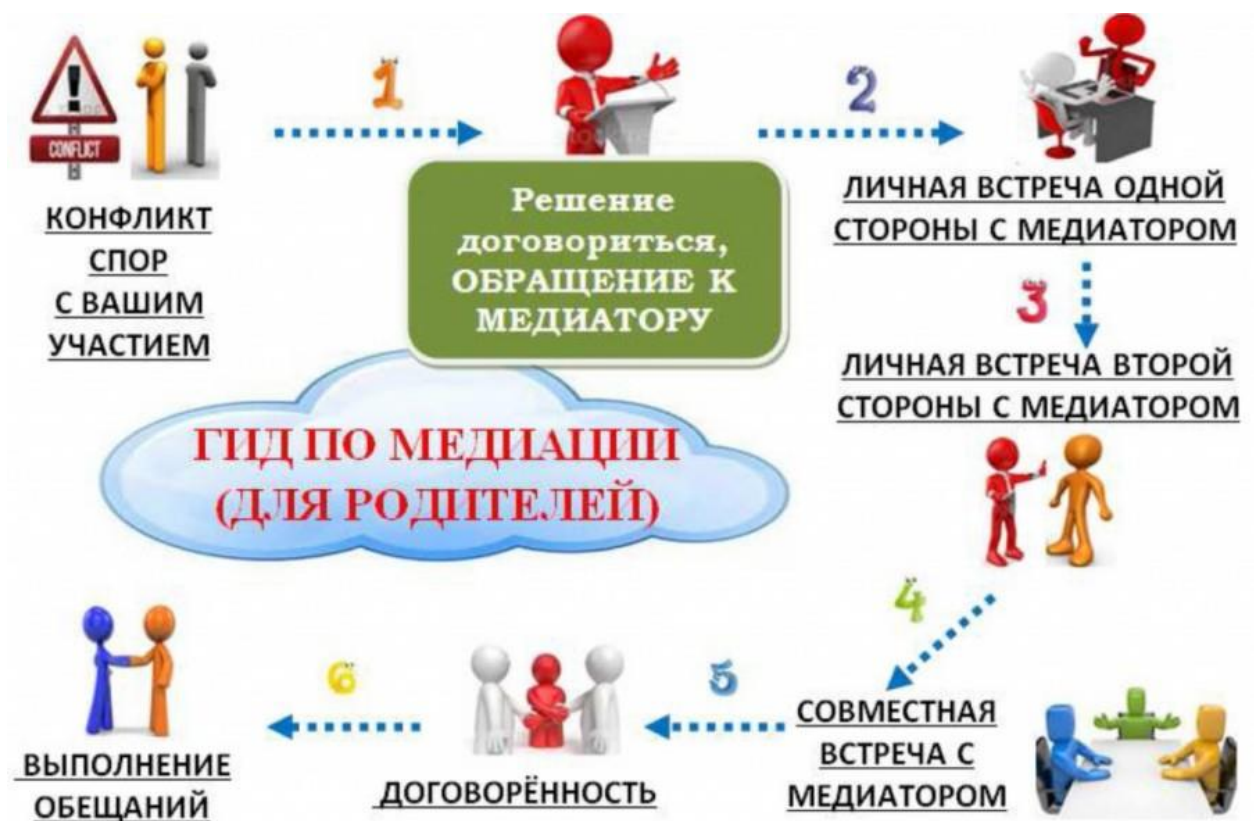 CONFLICT
КОНФЛИКТ
СПОР
С ВАШИМ
УЧАСТИЕМ
1
Решение
договориться,
ОБРАЩЕНИЕ К
МЕДИАТОРУ
2
ЛИЧНАЯ ВСТРЕЧА ОДНОЙ
СТОРОНЫ С МЕДИАТОРОМ
3
ЛИЧНАЯ ВСТРЕЧА ВТОРОЙ
СТОРОНЫ С МЕДИАТОРОМ
ГИД ПО МЕДИАЦИИ
(ДЛЯ РОДИТЕЛЕЙ)
4
СОВМЕСТНАЯ
ВСТРЕЧА С
МЕДИАТОРОМ
5
ДОГОВОРЁННОСТЬ
6
ВЫПОЛНЕНИЕ
ОБЕЩАНИЙ